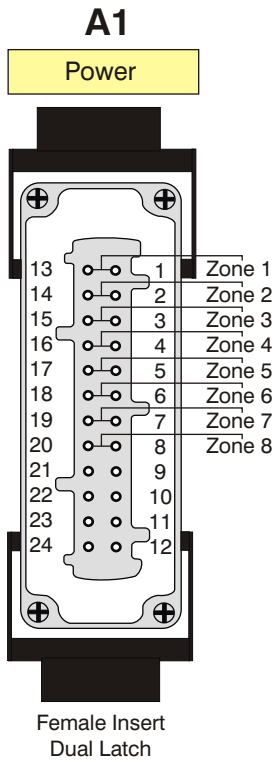 A1
Power
13 1 Zone 1
14 2 Zone 2
15 3 Zone 3
16 4 Zone 4
17 5 Zone 5
18 6 Zone 6
19 7 Zone 7
20 8 Zone 8
21 9
22 10
23 11
24 12
Female Insert
Dual Latch